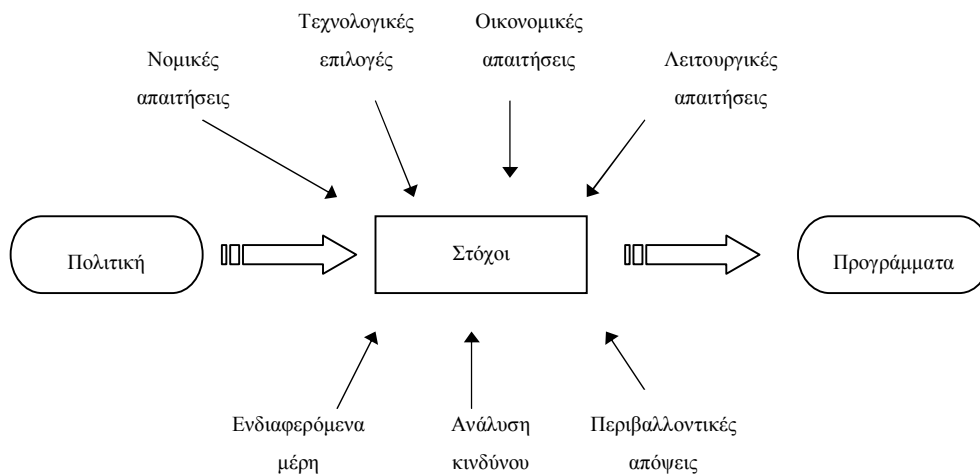 Τεχνολογικές
επιλογές
Οικονομικές
απαιτήσεις
Νομικές
απαιτήσεις
Λειτουργικές
απαιτήσεις
Πολιτική
Στόχοι
Προγράμματα
Ενδιαφερόμενα
μέρη
Ανάλυση
κινδύνου
Περιβαλλοντικές
απόψεις